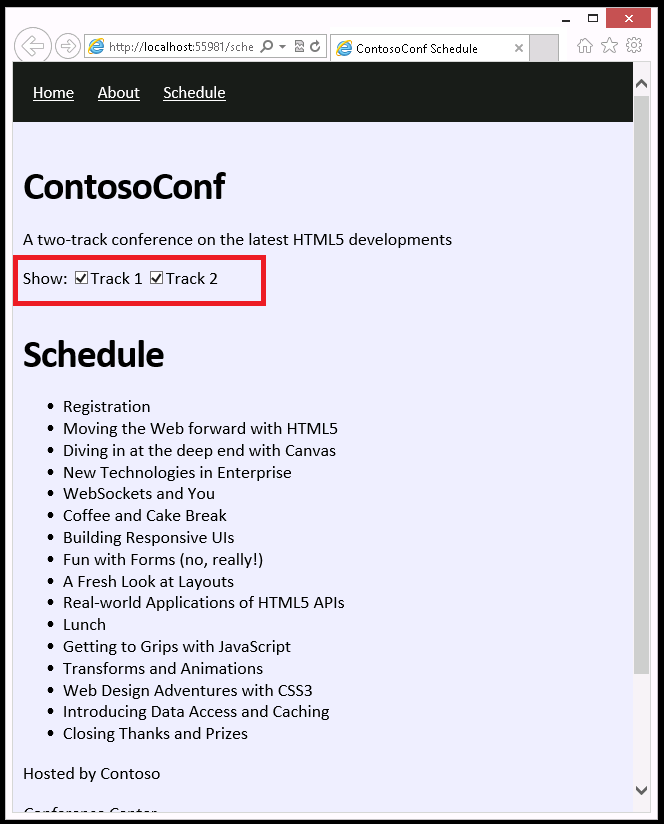 http://localhost:55981/sche
ContosoConf Schedule
Home About Schedule
ContosoConf
A two-track conference on the latest HTML5 developments
Show: Track 1 Track 2
Schedule
Registration
Moving the Web forward with HTML5
Diving in at the deep end with Canvas
New Technologies in Enterprise
WebSockets and You
Coffee and Cake Break
Building Responsive UIs
Fun with Forms (no, really!)
A Fresh Look at Layouts
Real-world Applications of HTML5 APIs
Lunch
Getting to Grips with JavaScript
Transforms and Animations
Web Design Adventures with CSS3
Introducing Data Access and Caching
Closing Thanks and Prizes
Hosted by Contoso
Conference Center